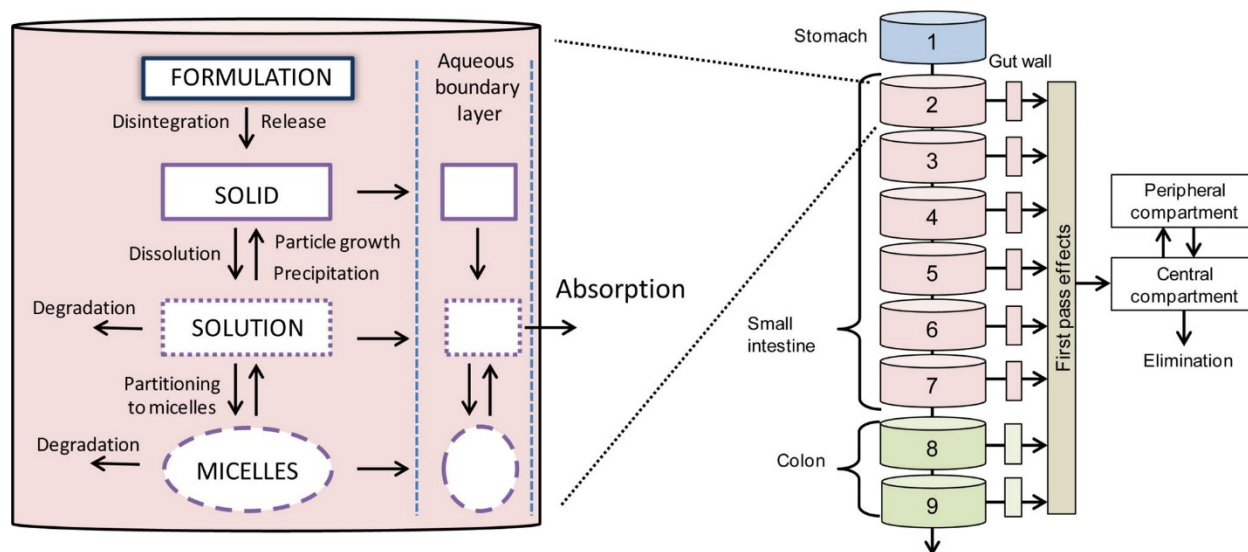 FORMULATION
Disintegration
Release
SOLID
Dissolution
Particle growth
Precipitation
Degradation
SOLUTION
Partitioning
to micelles
Degradation
MICELLES
Aqueous
boundary
layer
Absorption
Stomach
1
Gut wall
2
3
4
5
6
7
8
9
Small
intestine
Colon
First pass effects
Peripheral
compartment
Central
compartment
Elimination